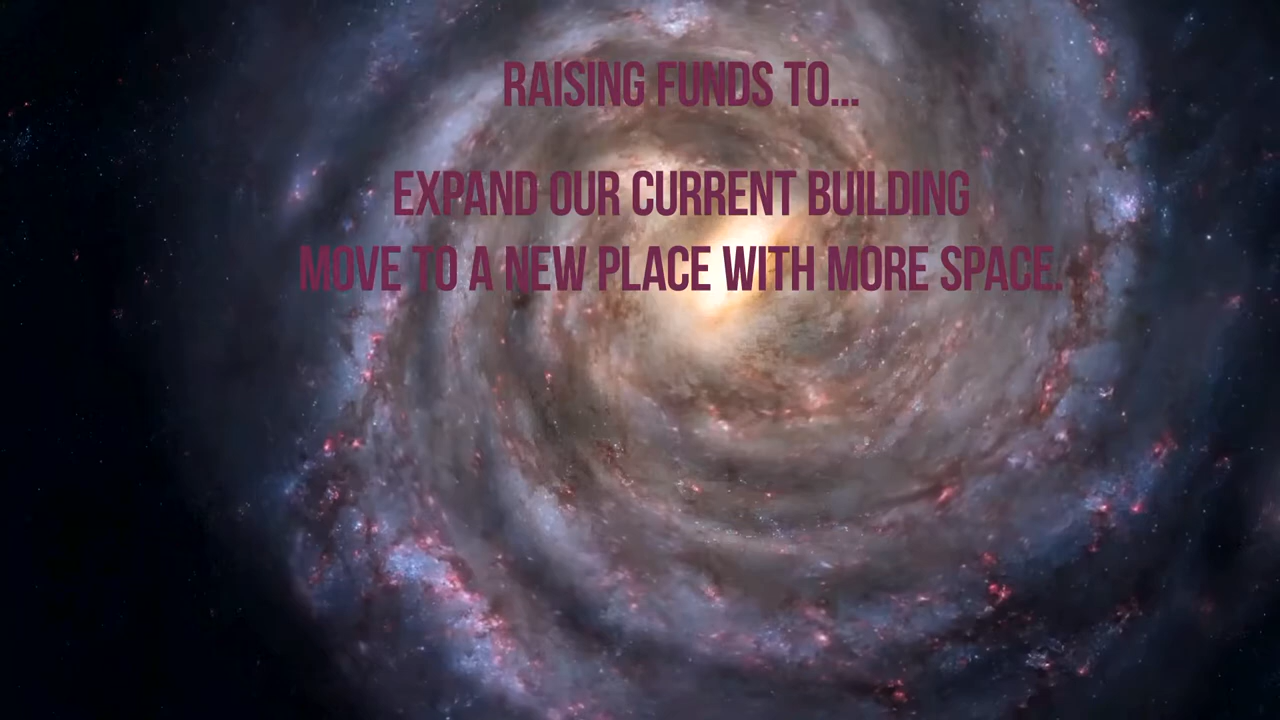 RAISING FUNDS TO...
EXPAND OUR CURRENT BUILDING
MOVE TO A NEW PLACE WITH MORE SPACE.